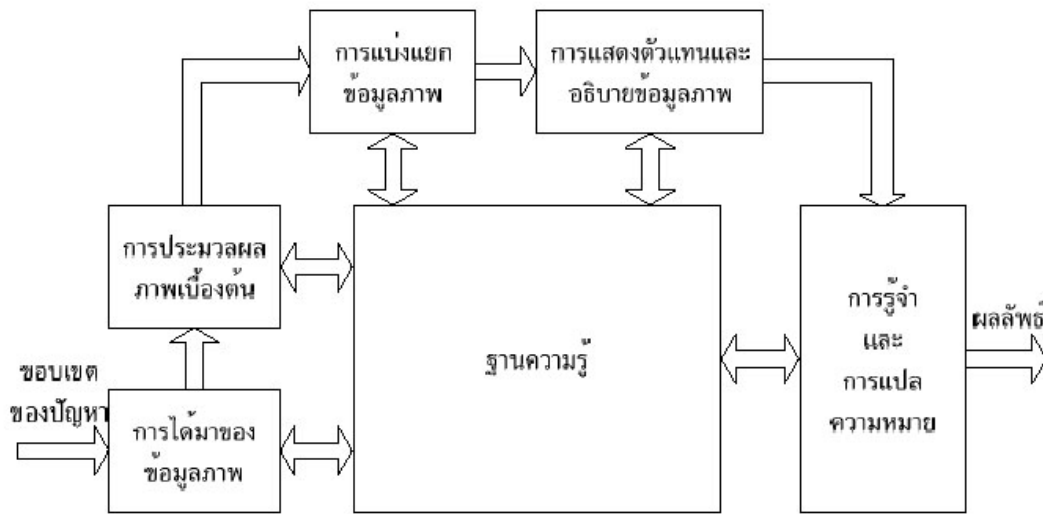 การแบ่งแยก
ข้อมูลภาพ
การแสดงตัวแทนและ
อธิบายข้อมูลภาพ
การประมวลผล
ภาพเบื้องต้น
ฐานความรู้
การรู้จำ
และ
การแปล
ความหมาย
ผลลัพธ์
ขอบเขต
ของปัญหา
การได้มาของ
ข้อมูลภาพ